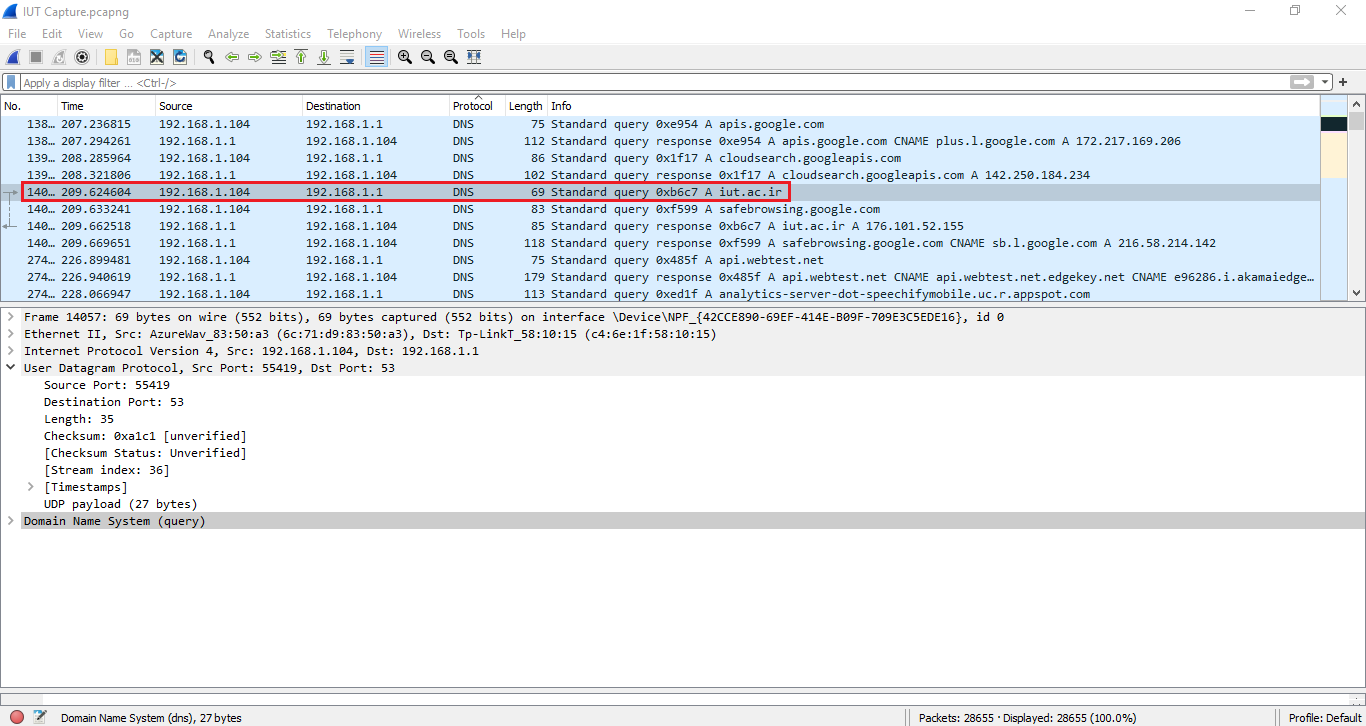 IUT Capture.pcapng
File Edit View Go Capture Analyze Statistics Telephony Wireless Tools Help
Apply a display filter … <Ctrl-/>
No. Time Source Destination Protocol Length Info
138… 207.236815 192.168.1.104 192.168.1.1 DNS 75 Standard query 0xe954 A apis.google.com
138… 207.294261 192.168.1.1 192.168.1.104 DNS 112 Standard query response 0xe954 A apis.google.com CNAME plus.l.google.com A 172.217.169.206
139… 208.285964 192.168.1.104 192.168.1.1 DNS 86 Standard query 0x1f17 A cloudsearch.googleapis.com
139… 208.321806 192.168.1.1 192.168.1.104 DNS 102 Standard query response 0x1f17 A cloudsearch.googleapis.com A 142.250.184.234
140… 209.624604 192.168.1.104 192.168.1.1 DNS 69 Standard query 0xb6c7 A iut.ac.ir
140… 209.633241 192.168.1.104 192.168.1.1 DNS 83 Standard query 0xf599 A safebrowsing.google.com
140… 209.662518 192.168.1.1 192.168.1.104 DNS 85 Standard query response 0xb6c7 A iut.ac.ir A 176.101.52.155
140… 209.669651 192.168.1.1 192.168.1.104 DNS 118 Standard query response 0xf599 A safebrowsing.google.com CNAME sb.l.google.com A 216.58.214.142
274… 226.899481 192.168.1.104 192.168.1.1 DNS 75 Standard query 0x485f A api.webtest.net
274… 226.940619 192.168.1.1 192.168.1.104 DNS 179 Standard query response 0x485f A api.webtest.net CNAME api.webtest.net.edgekey.net CNAME e96286.i.akamaiedge…
274… 228.066947 192.168.1.104 192.168.1.1 DNS 113 Standard query 0xed1f A analytics-server-dot-speechifymobile.uc.r.appspot.com
Frame 14057: 69 bytes on wire (552 bits), 69 bytes captured (552 bits) on interface \Device\NPF_{42CCE890-69EF-414E-B09F-709E3C5EDE16}, id 0
Ethernet II, Src: AzureWav_83:50:a3 (6c:71:d9:83:50:a3), Dst: Tp-LinkT_58:10:15 (c4:6e:1f:58:10:15)
Internet Protocol Version 4, Src: 192.168.1.104, Dst: 192.168.1.1
User Datagram Protocol, Src Port: 55419, Dst Port: 53
Source Port: 55419
Destination Port: 53
Length: 35
Checksum: 0xa1c1 [unverified]
[Checksum Status: Unverified]
[Stream index: 36]
[Timestamps]
UDP payload (27 bytes)
Domain Name System (query)
Domain Name System (dns), 27 bytes
Packets: 28655 · Displayed: 28655 (100.0%)
Profile: Default